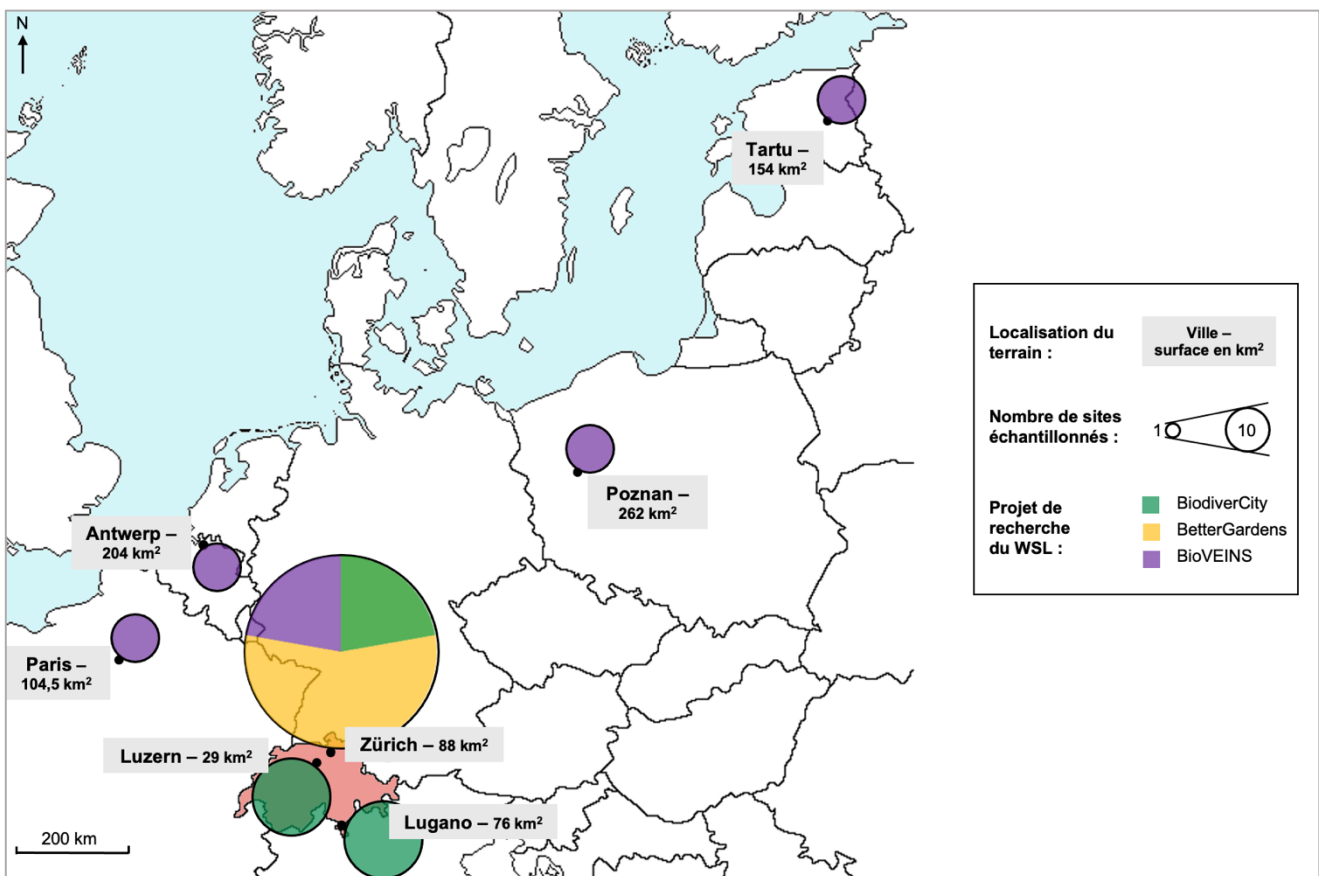 N
Tartu –
154 km²
Poznan –
262 km²
Antwerp –
204 km²
Paris –
104,5 km²
Luzern – 29 km²
Zürich – 88 km²
Lugano – 76 km²
200 km
Localisation du
terrain :
Ville –
surface en km²
Nombre de sites
échantillonnés :
1
10
Projet de
recherche
du WSL :
BiodiverCity
BetterGardens
BioVEINS